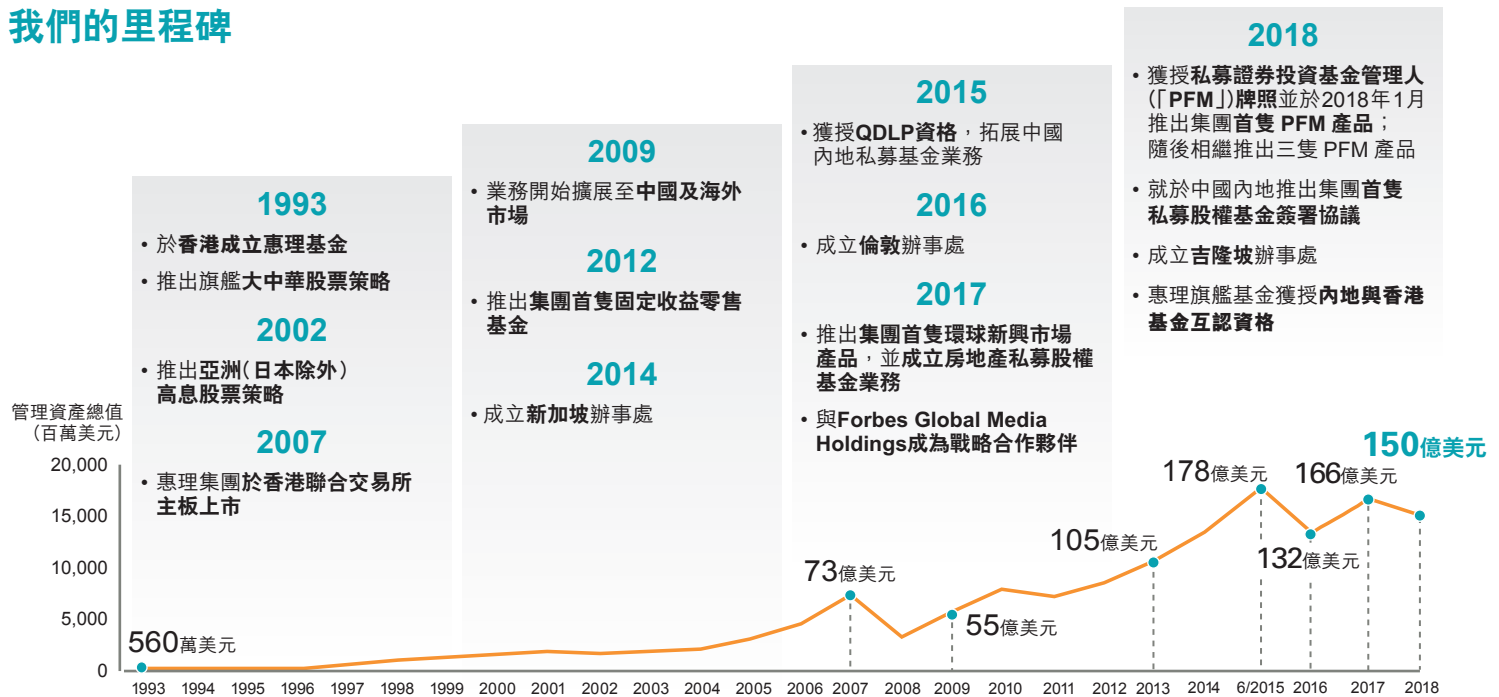 我們的里程碑
1993
• 於香港成立惠理基金
• 推出旗艦大中華股票策略
2002
• 推出亞洲(日本除外)
高息股票策略
2007
• 惠理集團於香港聯合交易所
主板上市
2009
• 業務開始擴展至中國及海外
市場
2012
• 推出集團首隻固定收益零售
基金
2014
• 成立新加坡辦事處
2015
• 獲授QDLP資格，拓展中國
內地私募基金業務
2016
• 成立倫敦辦事處
2017
• 推出集團首隻環球新興市場
產品，並成立房地產私募股權
基金業務
• 與Forbes Global Media
Holdings成為戰略合作夥伴
2018
• 獲授私募證券投資基金管理人
(「PFM」)牌照並於2018年1月
推出集團首隻 PFM 產品；
隨後相繼推出三隻 PFM 產品
• 就於中國內地推出集團首隻
私募股權基金簽署協議
• 成立吉隆坡辦事處
• 惠理旗艦基金獲授內地與香港
基金互認資格
管理資產總值
(百萬美元)
20,000
15,000
10,000
5,000
0
560萬美元
73億美元
55億美元
105億美元
178億美元
132億美元
166億美元
150億美元
1993 1994 1995 1996 1997 1998 1999 2000 2001 2002 2003 2004 2005 2006 2007 2008 2009 2010 2011 2012 2013 2014 6/2015 2016 2017 2018